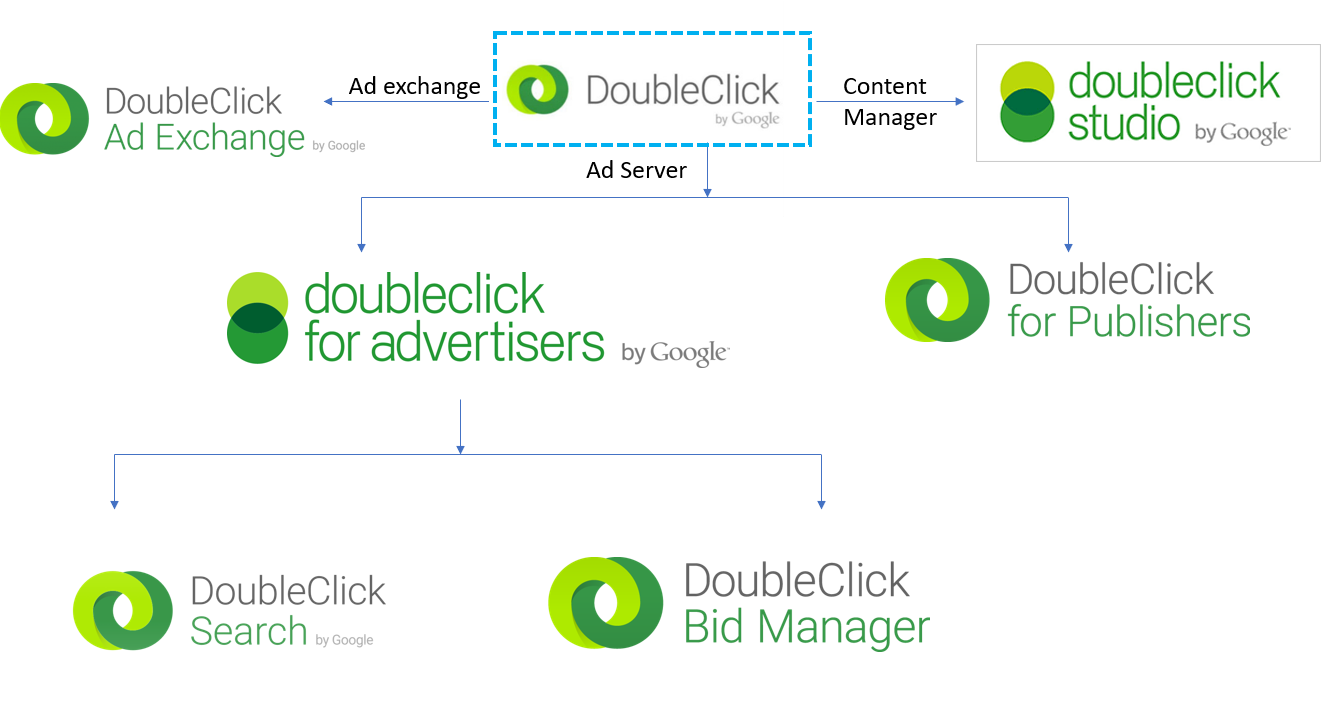 DoubleClick
Ad Exchange by Google
Ad exchange
DoubleClick
by Google
Content
Manager
doubleclick
studio by Google
Ad Server
doubleclick
for advertisers by Google
DoubleClick
for Publishers
DoubleClick
Search by Google
DoubleClick
Bid Manager